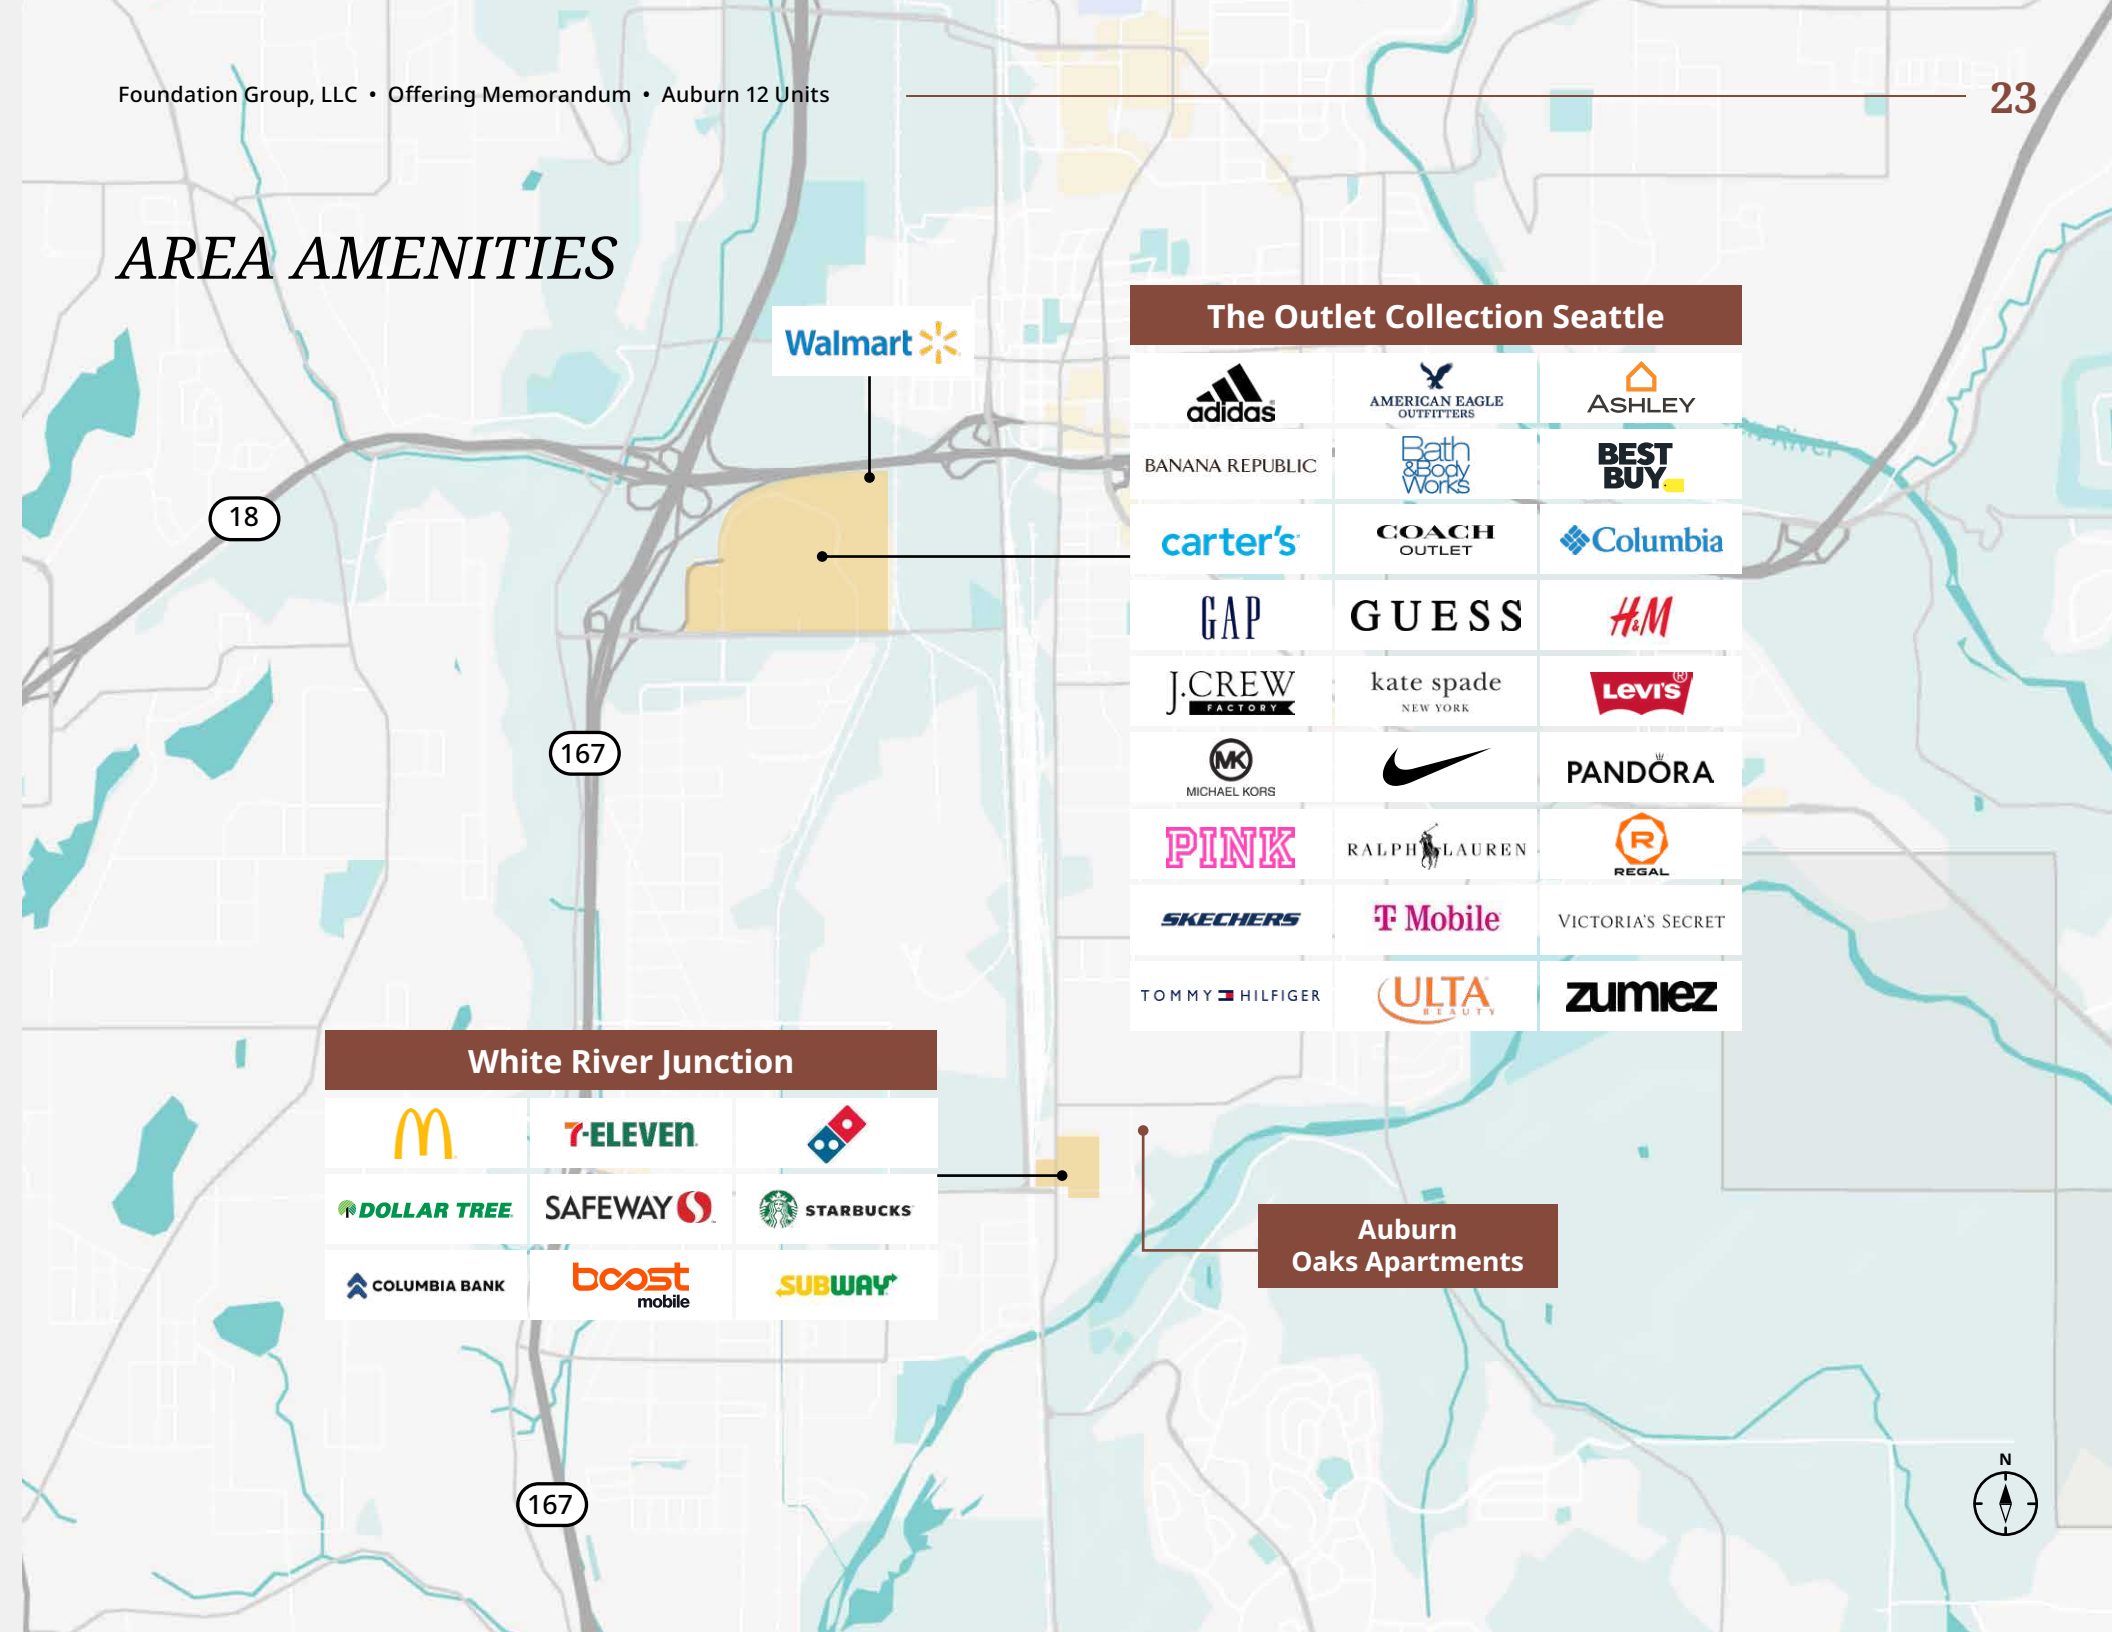 Foundation Group, LLC • Offering Memorandum • Auburn 12 Units
23
AREA AMENITIES
Walmart
The Outlet Collection Seattle
adidas
AMERICAN EAGLE
OUTFITTERS
ASHLEY
BANANA REPUBLIC
Bath
&Body
Works
BEST
BUY
carter's
COACH
OUTLET
Columbia
GAP
GUESS
H&M
J.CREW
FACTORY
kate spade
NEW YORK
LEVI'S
MK
MICHAEL KORS
PANDÓRA
PINK
RALPH LAUREN
R
REGAL
SKECHERS
T Mobile
VICTORIA'S SECRET
TOMMY HILFIGER
ULTA
BEAUTY
zumiez
River
18
167
White River Junction
M
7-ELEVEN
DOLLAR TREE
SAFEWAY S
STARBUCKS
COLUMBIA BANK
boost
mobile
SUBWAY
Auburn
Oaks Apartments
N
167